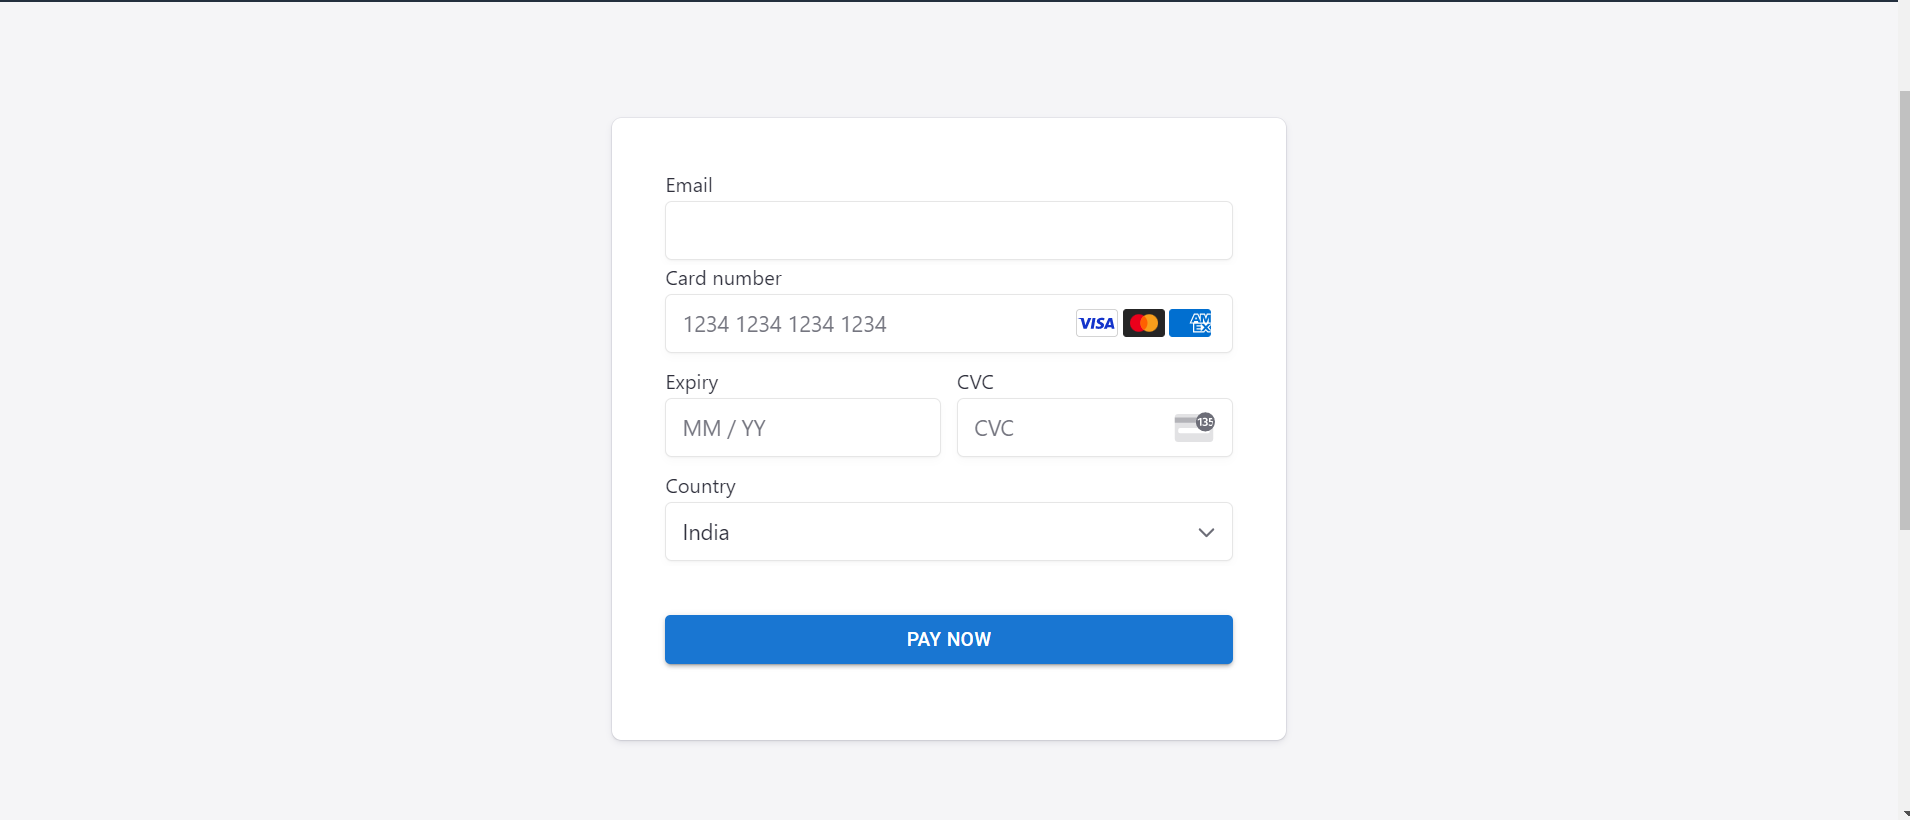 Email
Card number
1234 1234 1234 1234 VISA AM EX
Expiry CVC
MM / YY CVC 135
Country
India
PAY NOW